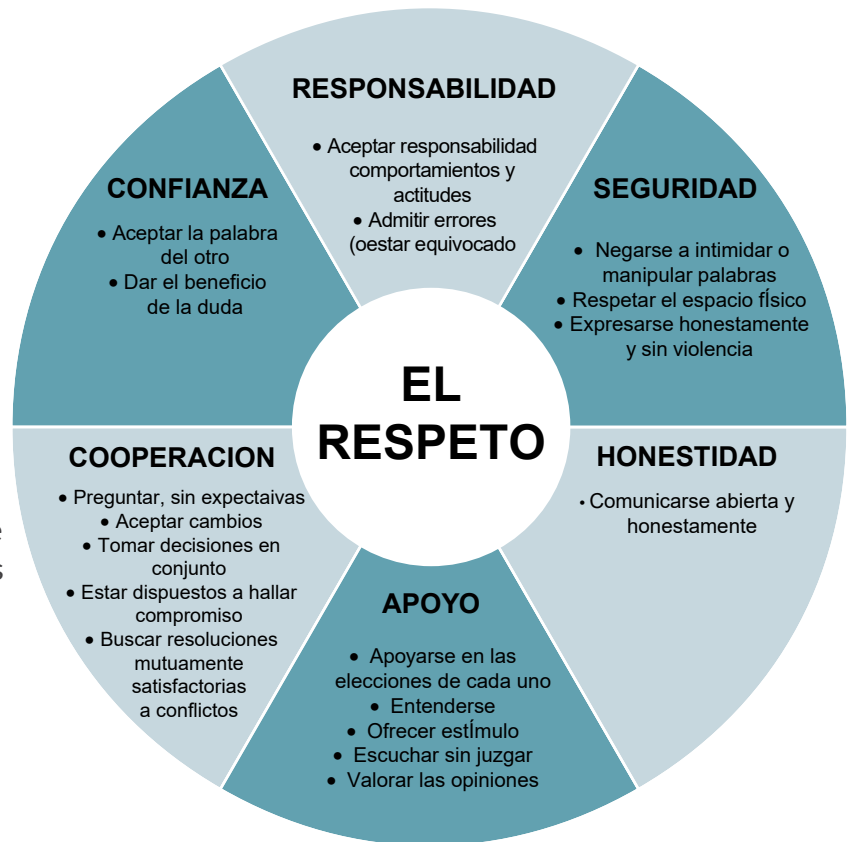 RESPONSABILIDAD
• Aceptar responsabilidad
comportamientos y
actitudes
• Admitir errores
(oestar equivocado
SEGURIDAD
• Negarse a intimidar o
manipular palabras
• Respetar el espacio fÍsico
• Expresarse honestamente
y sin violencia
HONESTIDAD
• Comunicarse abierta y
honestamente
APOYO
• Apoyarse en las
elecciones de cada uno
• Entenderse
• Ofrecer estÍmulo
• Escuchar sin juzgar
• Valorar las opiniones
COOPERACION
• Preguntar, sin expectaivas
• Aceptar cambios
• Tomar decisiones en
conjunto
• Estar dispuestos a hallar
compromiso
• Buscar resoluciones
mutuamente
satisfactorias
a conflictos
CONFIANZA
• Aceptar la palabra
del otro
• Dar el beneficio
de la duda
EL
RESPETO